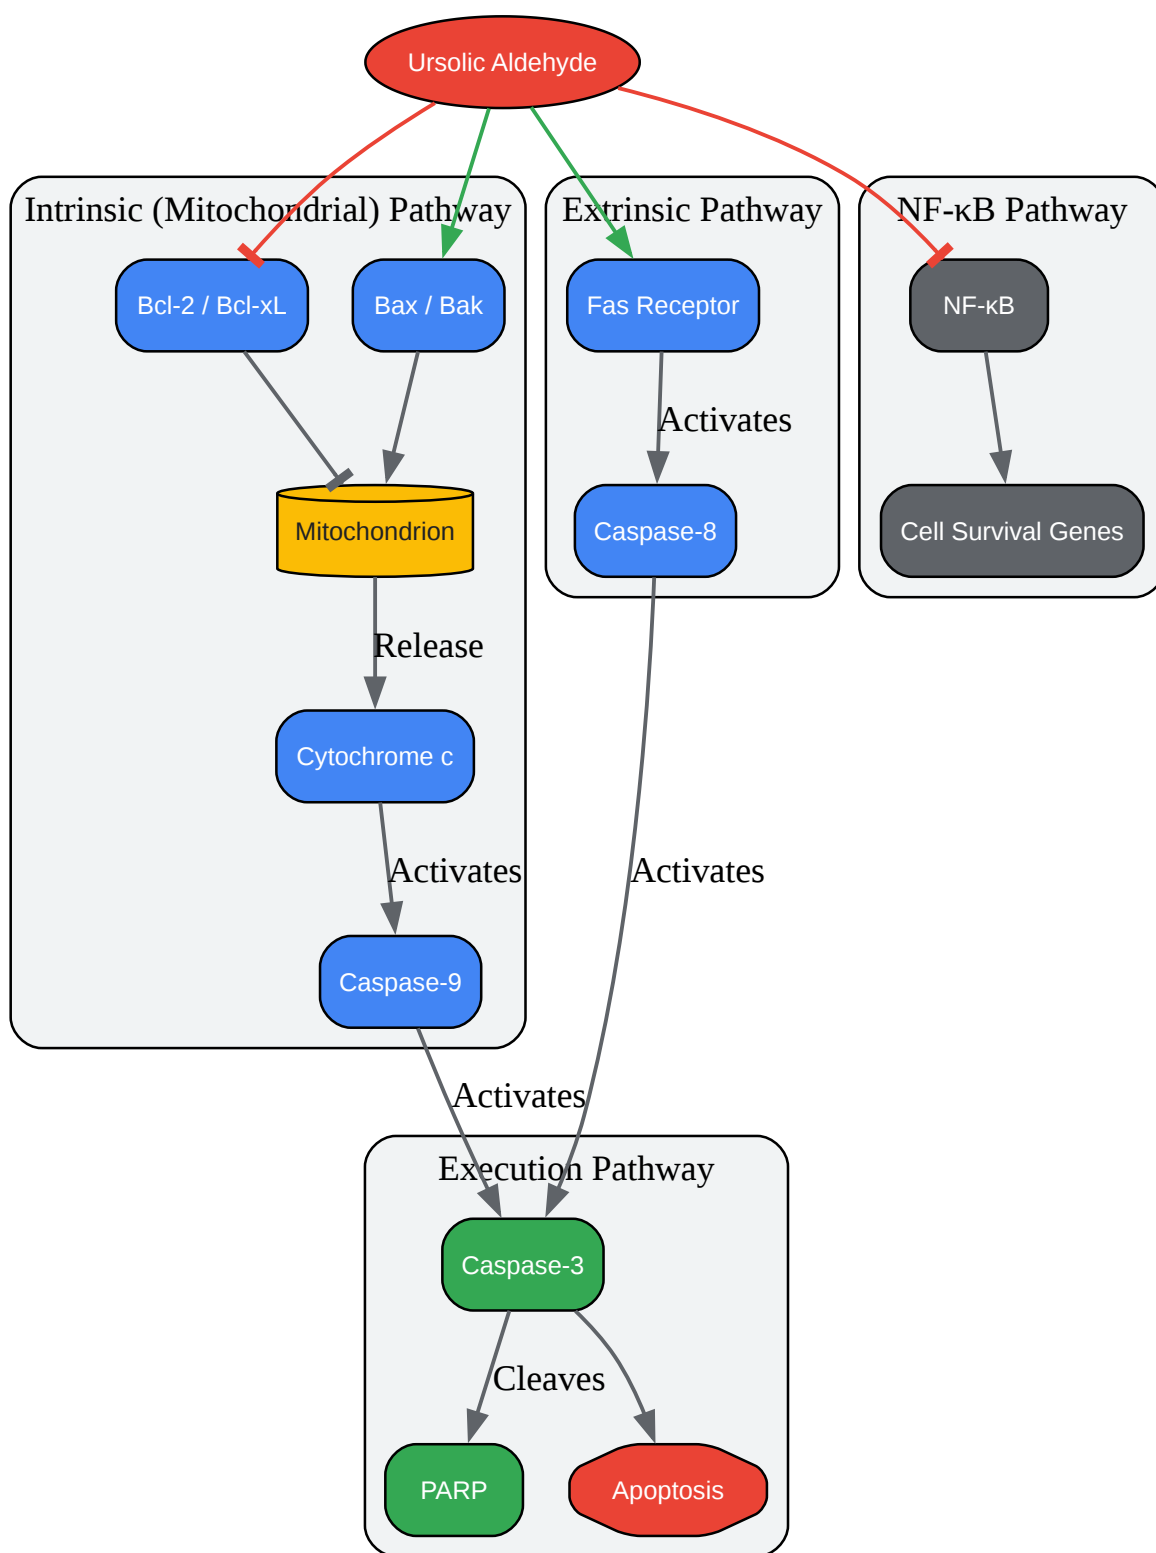 Ursolic Aldehyde
Intrinsic (Mitochondrial) Pathway
Extrinsic Pathway
NF-κB Pathway
Bcl-2 / Bcl-xL
Bax / Bak
Fas Receptor
NF-κB
Activates
Mitochondrion
Caspase-8
Cell Survival Genes
Release
Cytochrome c
Activates
Activates
Caspase-9
Activates
Execution Pathway
Caspase-3
Cleaves
PARP
Apoptosis